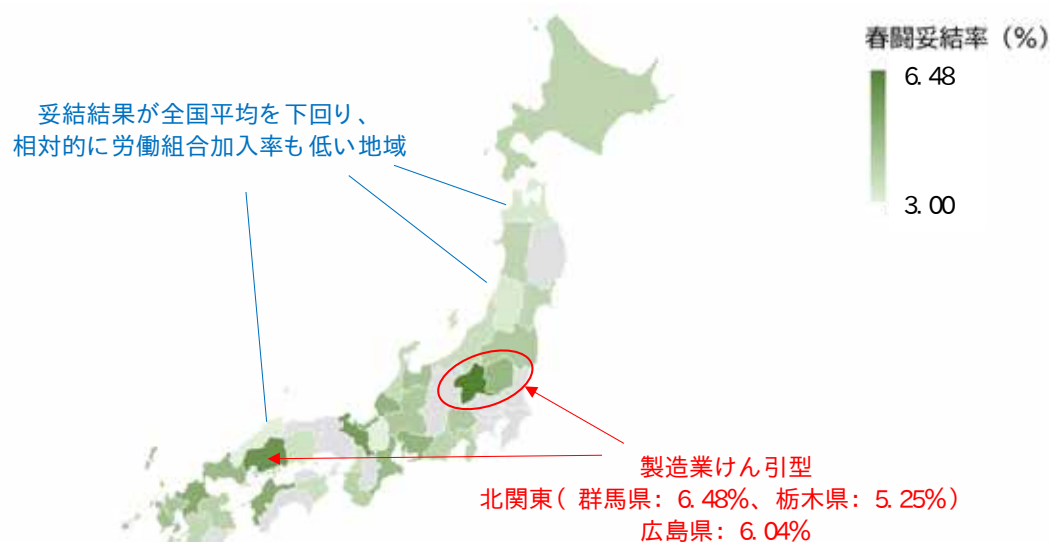 春闘妥結率（%）
6.48
3.00
妥結結果が全国平均を下回り、
相対的に労働組合加入率も低い地域
製造業けん引型
北関東（群馬県：6.48%、栃木県：5.25%）
広島県：6.04%